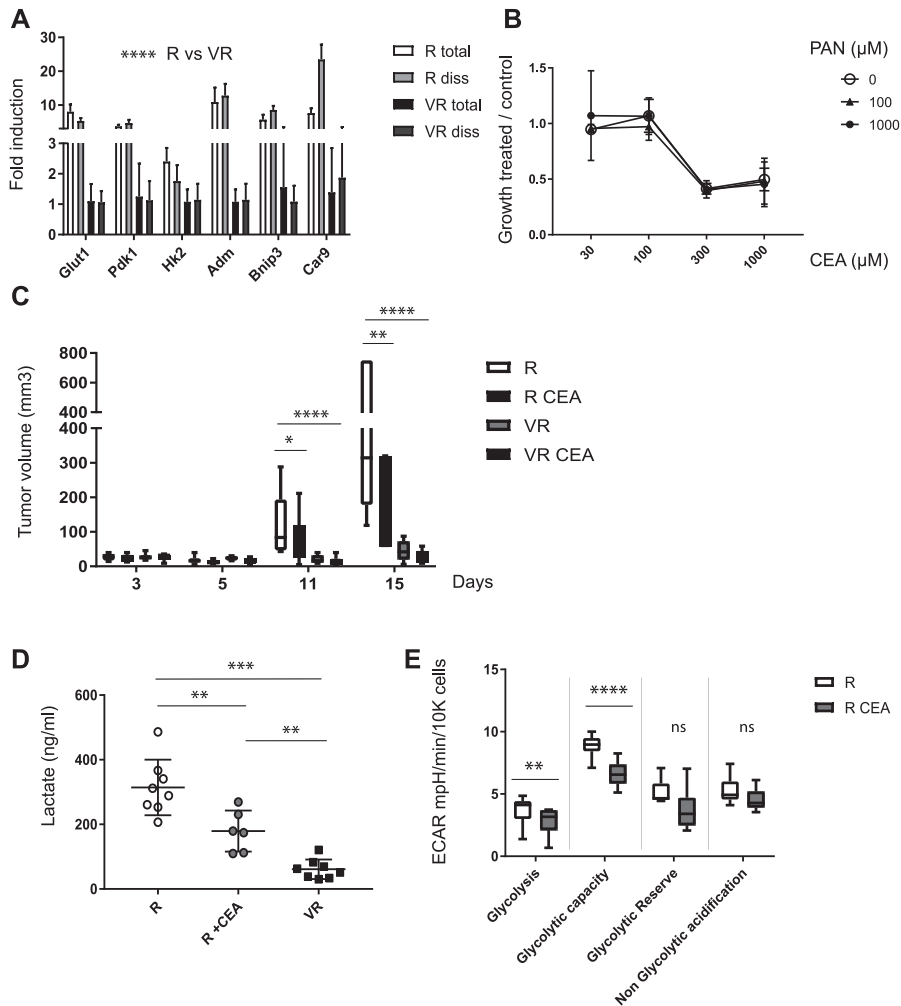 A
**** R vs VR
Fold induction
30
20
10
3
2
1
0
Glut1
Pdk1
Hk2
Adm
Bnip3
Car9
R total
R diss
VR total
VR diss
B
Growth treated / control
1.5
1.0
0.5
0.0
30
100
300
1000
PAN (µM)
0
100
1000
CEA (µM)
C
Tumor volume (mm3)
800
600
400
400
300
200
100
0
*
****
**
****
3
5
11
15
Days
R
R CEA
VR
VR CEA
D
Lactate (ng/ml)
600
400
200
0
***
**
**
R
R +CEA
VR
E
ECAR mpH/min/10K cells
15
10
5
0
**
****
ns
ns
Glycolysis
Glycolytic capacity
Glycolytic Reserve
Non Glycolytic acidification
R
R CEA